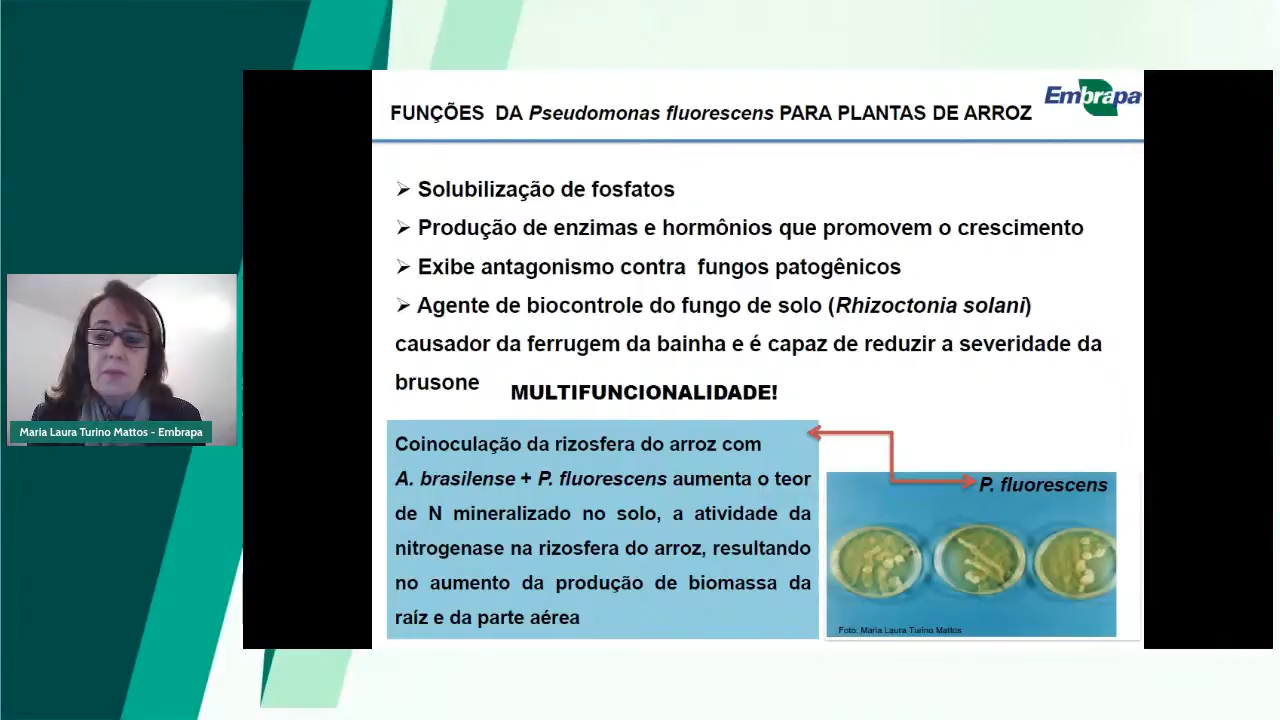 FUNÇÕES DA Pseudomonas fluorescens PARA PLANTAS DE ARROZ
Embrapa
➢ Solubilização de fosfatos
➢ Produção de enzimas e hormônios que promovem o crescimento
➢ Exibe antagonismo contra fungos patogênicos
➢ Agente de biocontrole do fungo de solo (Rhizoctonia solani)
causador da ferrugem da bainha e é capaz de reduzir a severidade da
brusone
MULTIFUNCIONALIDADE!
Coinoculação da rizosfera do arroz com
A. brasilense + P. fluorescens aumenta o teor
de N mineralizado no solo, a atividade da
nitrogenase na rizosfera do arroz, resultando
no aumento da produção de biomassa da
raíz e da parte aérea
P. fluorescens
Foto: Maria Laura Turino Mattos
Maria Laura Turino Mattos - Embrapa